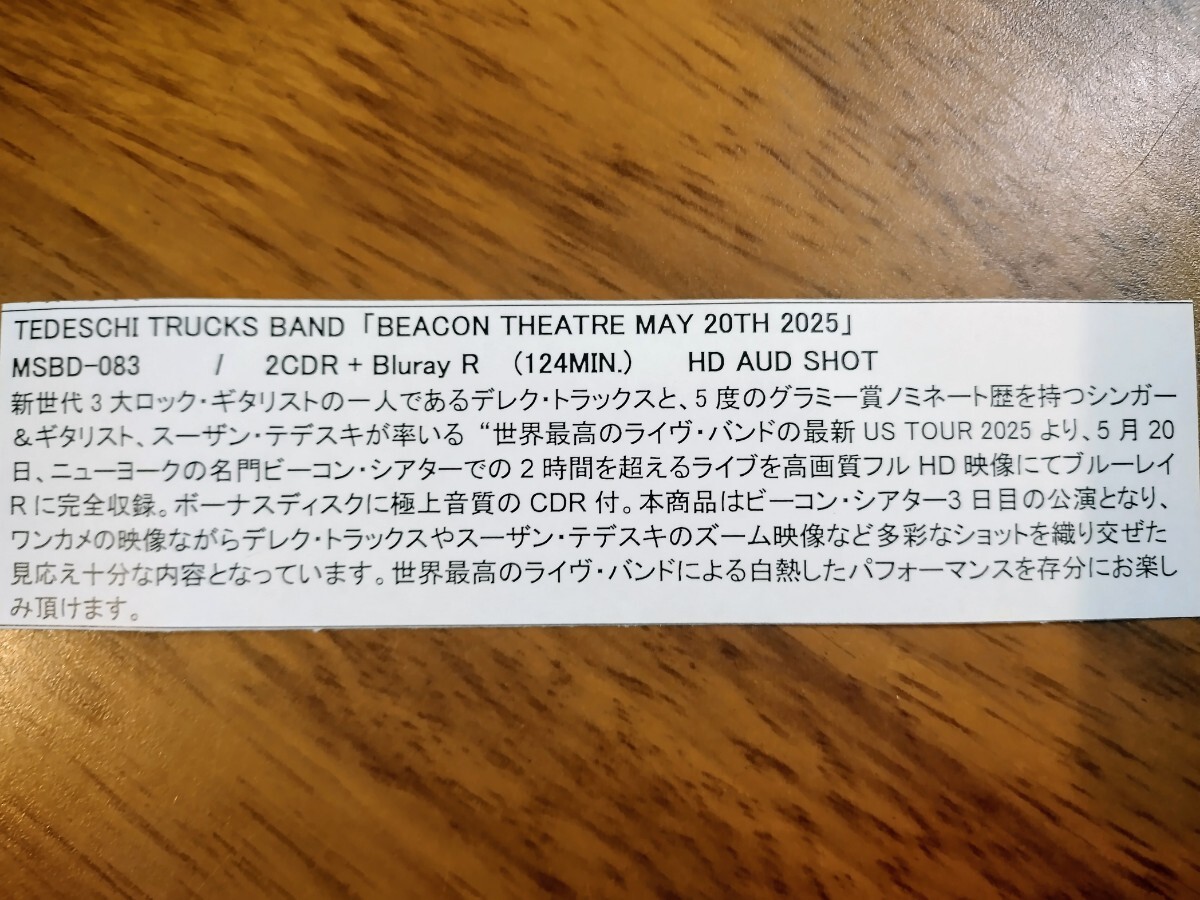 TEDESCHI TRUCKS BAND「BEACON THEATRE MAY 20TH 2025」
MSBD-083 / 2CDR + Bluray R (124MIN.) HD AUD SHOT
新世代3大ロック・ギタリストの一人であるデレク・トラックスと、5度のグラミー賞ノミネート歴を持つシンガー
&ギタリスト、スーザン・テデスキが率いる“世界最高のライヴ・バンドの最新 US TOUR 2025 より、5月20
日、ニューヨークの名門ビーコン・シアターでの2時間を超えるライブを高画質フル HD 映像にてブルーレイ
R に完全収録。ボーナスディスクに極上音質の CDR 付。本商品はビーコン・シアター3日目の公演となり、
ワンカメの映像ながらデレク・トラックスやスーザン・テデスキのズーム映像など多彩なショットを織り交ぜた
見応え十分な内容となっています。世界最高のライヴ・バンドによる白熱したパフォーマンスを存分にお楽し
み頂けます。